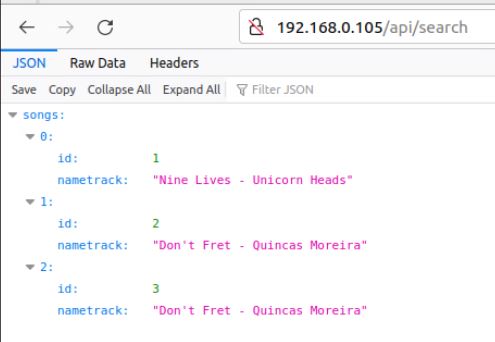 192.168.0.105/api/search
JSON Raw Data Headers
Save Copy Collapse All Expand All Filter JSON
songs:
0:
id: 1
nametrack: "Nine Lives - Unicorn Heads"
1:
id: 2
nametrack: "Don't Fret - Quincas Moreira"
2:
id: 3
nametrack: "Don't Fret - Quincas Moreira"